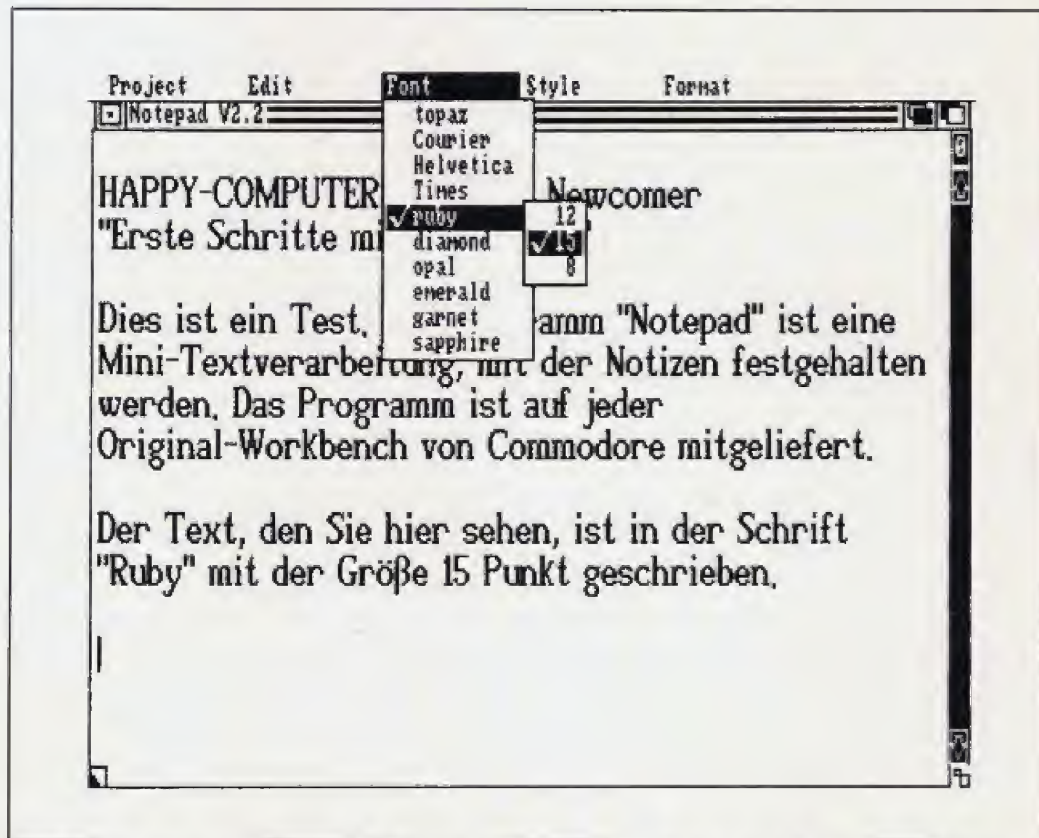 Project Edit Font Style Format
Notepad V2.2
topaz
Courier
Helvetica
Times
ruby
diamond
opal
emerald
garnet
sapphire
12
15
8
HAPPY-COMPUTER Newcomer
"Erste Schritte mi
Dies ist ein Test. ramm "Notepad" ist eine
Mini-Textverarbeitung, mit der Notizen festgehalten
werden. Das Programm ist auf jeder
Original-Workbench von Commodore mitgeliefert.
Der Text, den Sie hier sehen, ist in der Schrift
"Ruby" mit der Größe 15 Punkt geschrieben.